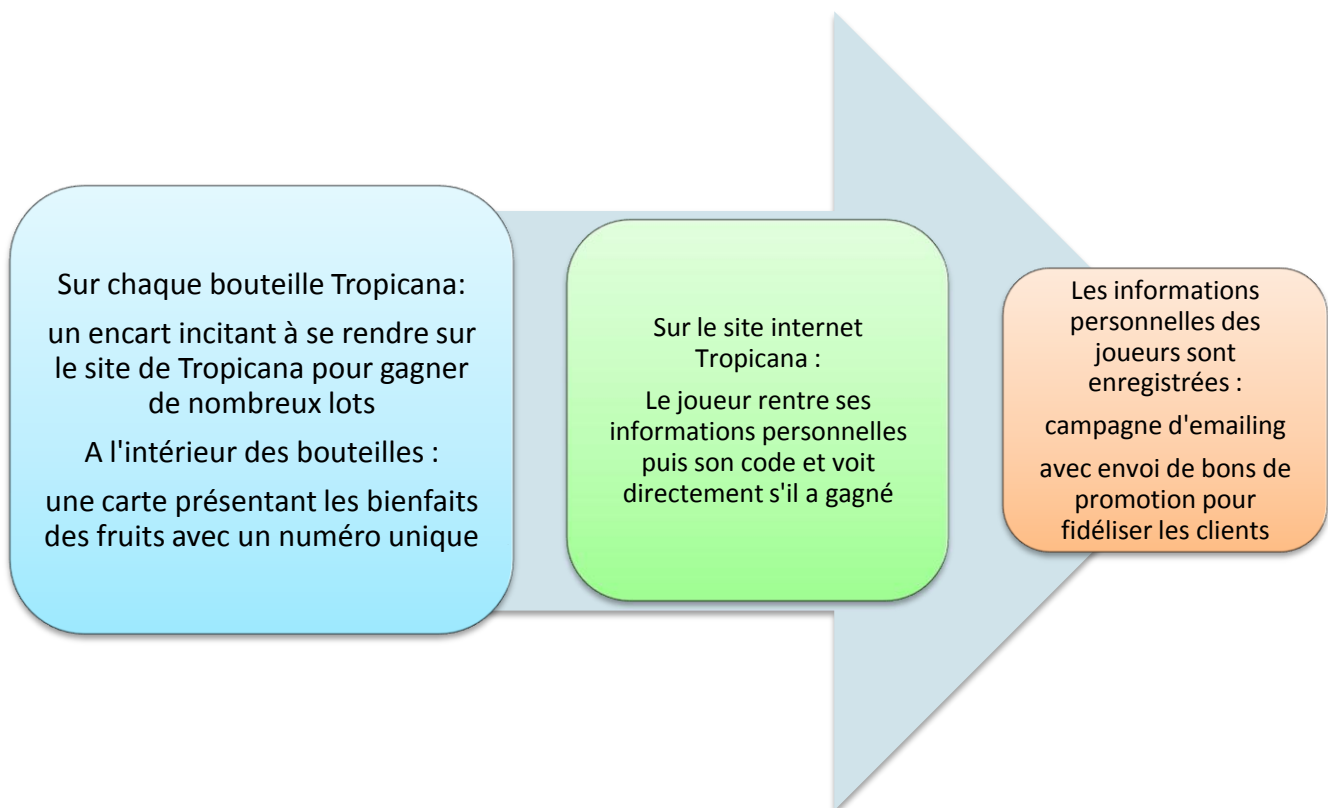 Sur chaque bouteille Tropicana:
un encart incitant à se rendre sur
le site de Tropicana pour gagner
de nombreux lots
A l'intérieur des bouteilles :
une carte présentant les bienfaits
des fruits avec un numéro unique
Sur le site internet
Tropicana :
Le joueur rentre ses
informations personnelles
puis son code et voit
directement s'il a gagné
Les informations
personnelles des
joueurs sont
enregistrées :
campagne d'emailing
avec envoi de bons de
promotion pour
fidéliser les clients